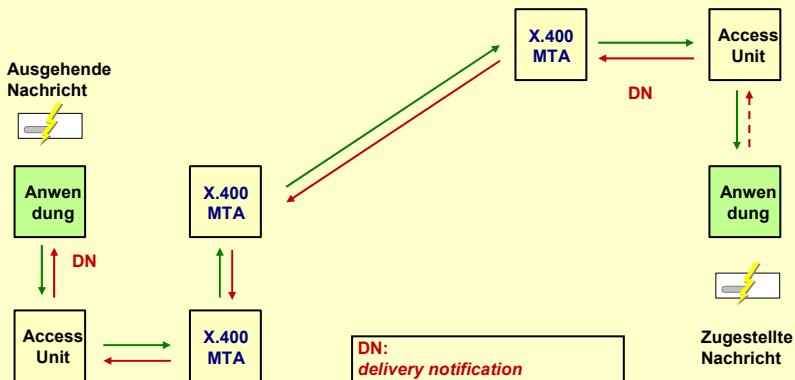 X.400
MTA
Access
Unit
DN
Ausgehende
Nachricht
Anwen
dung
X.400
MTA
Anwen
dung
DN
Access
Unit
X.400
MTA
DN:
delivery notification
Zugestellte
Nachricht